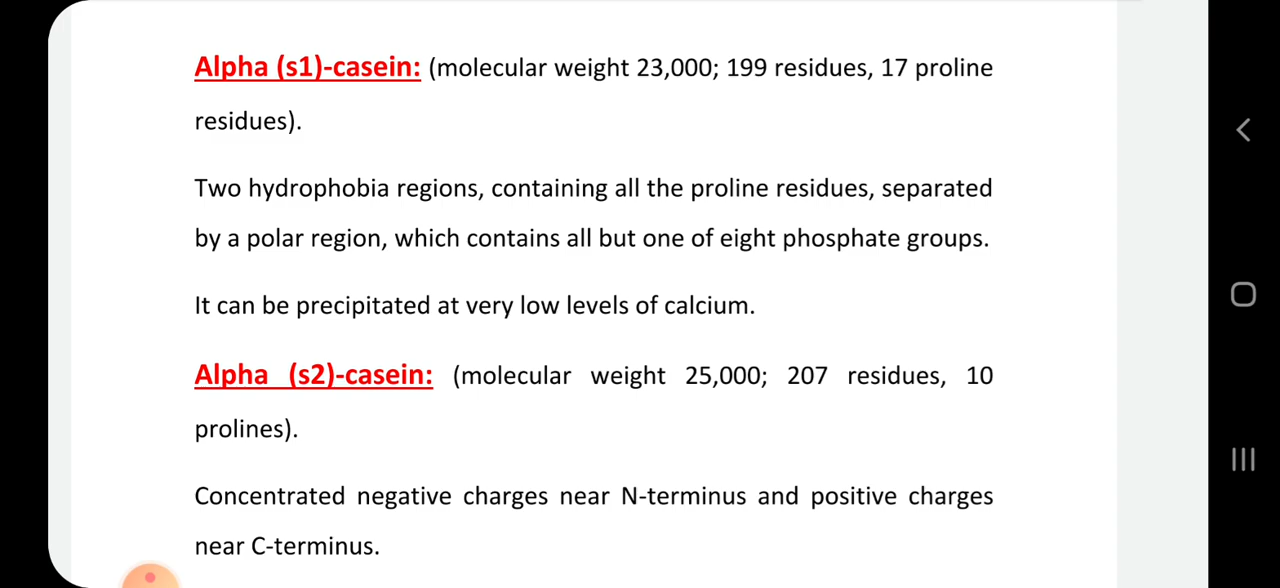 Alpha (s1)-casein: (molecular weight 23,000; 199 residues, 17 proline
residues).
Two hydrophobia regions, containing all the proline residues, separated
by a polar region, which contains all but one of eight phosphate groups.
It can be precipitated at very low levels of calcium.
Alpha (s2)-casein: (molecular weight 25,000; 207 residues, 10
prolines).
Concentrated negative charges near N-terminus and positive charges
near C-terminus.